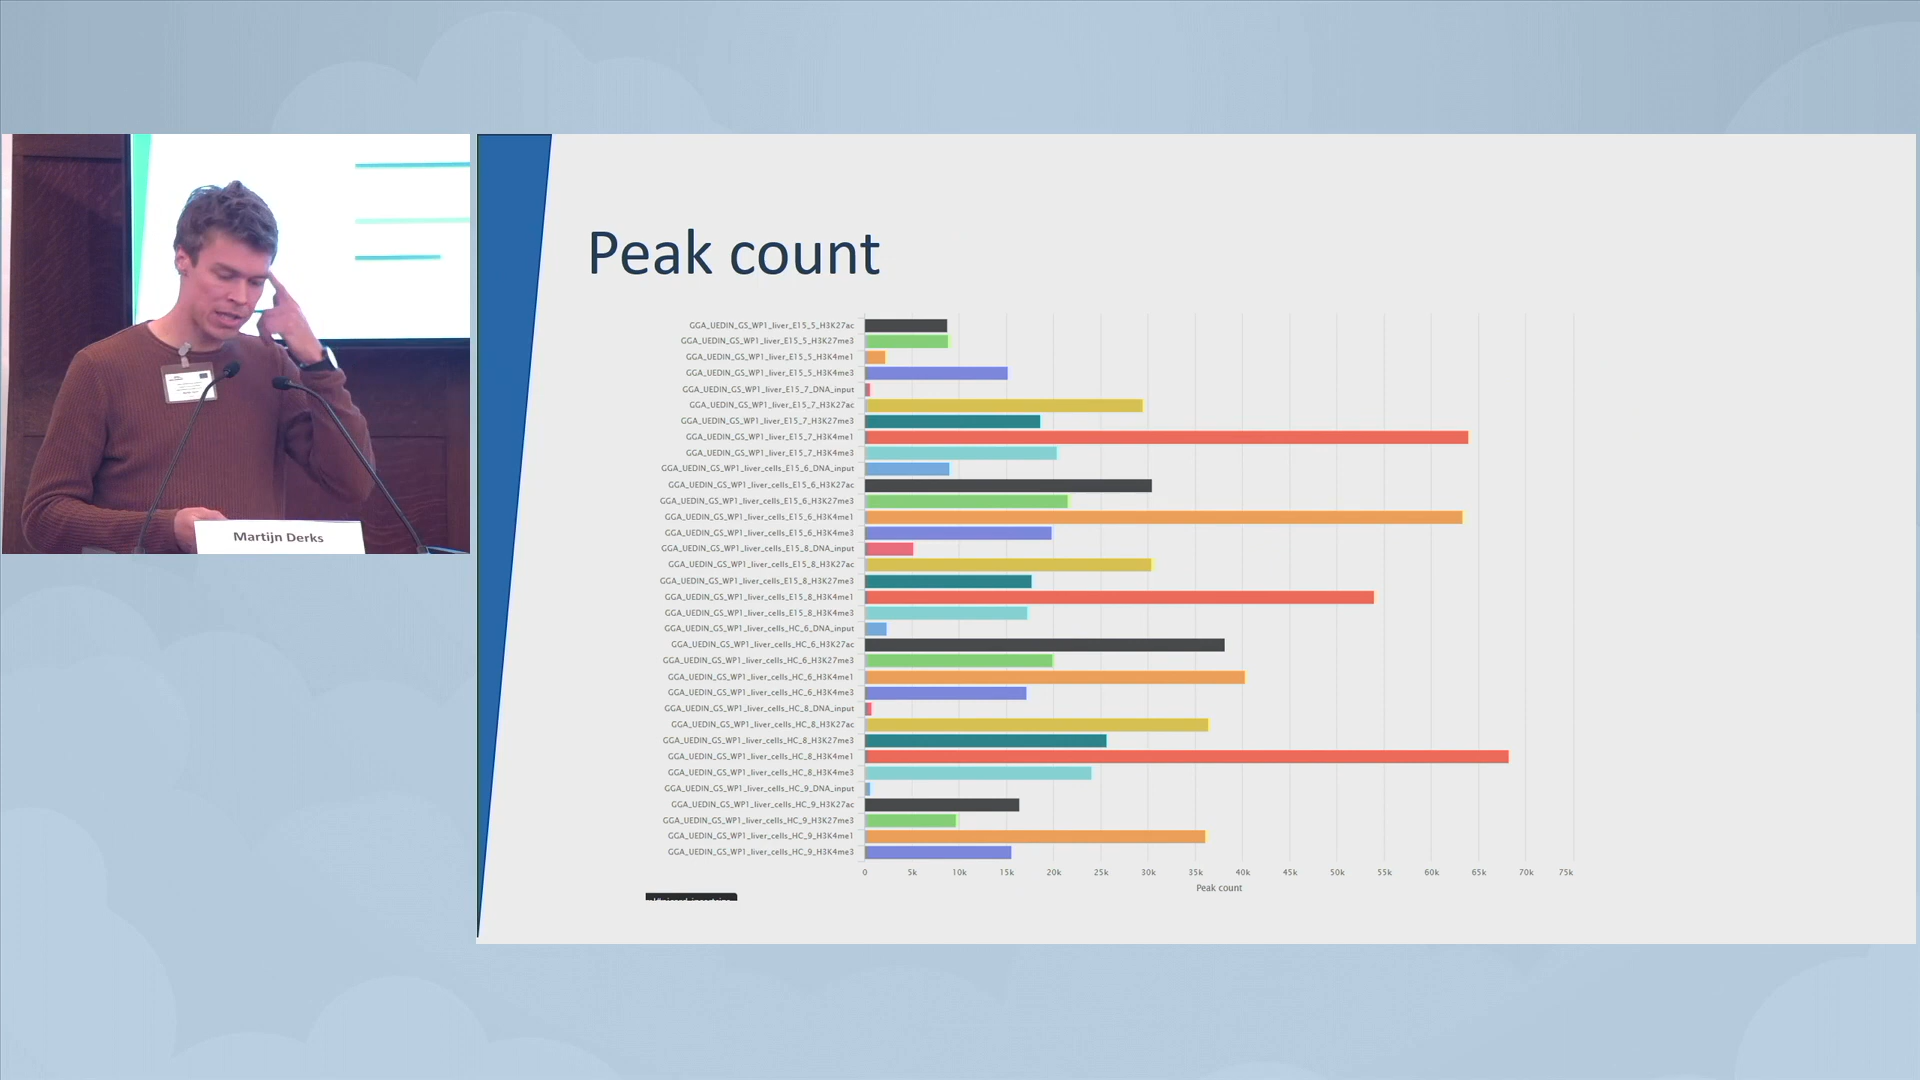 Martijn Derks
Peak count
GGA_UEDIN_GS_WP1_liver_E15_5_H3K27ac
GGA_UEDIN_GS_WP1_liver_E15_5_H3K27me3
GGA_UEDIN_GS_WP1_liver_E15_5_H3K4me1
GGA_UEDIN_GS_WP1_liver_E15_5_H3K4me3
GGA_UEDIN_GS_WP1_liver_E15_7_DNA_input
GGA_UEDIN_GS_WP1_liver_E15_7_H3K27ac
GGA_UEDIN_GS_WP1_liver_E15_7_H3K27me3
GGA_UEDIN_GS_WP1_liver_E15_7_H3K4me1
GGA_UEDIN_GS_WP1_liver_E15_7_H3K4me3
GGA_UEDIN_GS_WP1_liver_cells_E15_6_DNA_input
GGA_UEDIN_GS_WP1_liver_cells_E15_6_H3K27ac
GGA_UEDIN_GS_WP1_liver_cells_E15_6_H3K27me3
GGA_UEDIN_GS_WP1_liver_cells_E15_6_H3K4me1
GGA_UEDIN_GS_WP1_liver_cells_E15_6_H3K4me3
GGA_UEDIN_GS_WP1_liver_cells_E15_8_DNA_input
GGA_UEDIN_GS_WP1_liver_cells_E15_8_H3K27ac
GGA_UEDIN_GS_WP1_liver_cells_E15_8_H3K27me3
GGA_UEDIN_GS_WP1_liver_cells_E15_8_H3K4me1
GGA_UEDIN_GS_WP1_liver_cells_E15_8_H3K4me3
GGA_UEDIN_GS_WP1_liver_cells_HC_6_DNA_input
GGA_UEDIN_GS_WP1_liver_cells_HC_6_H3K27ac
GGA_UEDIN_GS_WP1_liver_cells_HC_6_H3K27me3
GGA_UEDIN_GS_WP1_liver_cells_HC_6_H3K4me1
GGA_UEDIN_GS_WP1_liver_cells_HC_6_H3K4me3
GGA_UEDIN_GS_WP1_liver_cells_HC_8_DNA_input
GGA_UEDIN_GS_WP1_liver_cells_HC_8_H3K27ac
GGA_UEDIN_GS_WP1_liver_cells_HC_8_H3K27me3
GGA_UEDIN_GS_WP1_liver_cells_HC_8_H3K4me1
GGA_UEDIN_GS_WP1_liver_cells_HC_8_H3K4me3
GGA_UEDIN_GS_WP1_liver_cells_HC_9_DNA_input
GGA_UEDIN_GS_WP1_liver_cells_HC_9_H3K27ac
GGA_UEDIN_GS_WP1_liver_cells_HC_9_H3K27me3
GGA_UEDIN_GS_WP1_liver_cells_HC_9_H3K4me1
GGA_UEDIN_GS_WP1_liver_cells_HC_9_H3K4me3
0 5k 10k 15k 20k 25k 30k 35k 40k 45k 50k 55k 60k 65k 70k 75k
Peak count